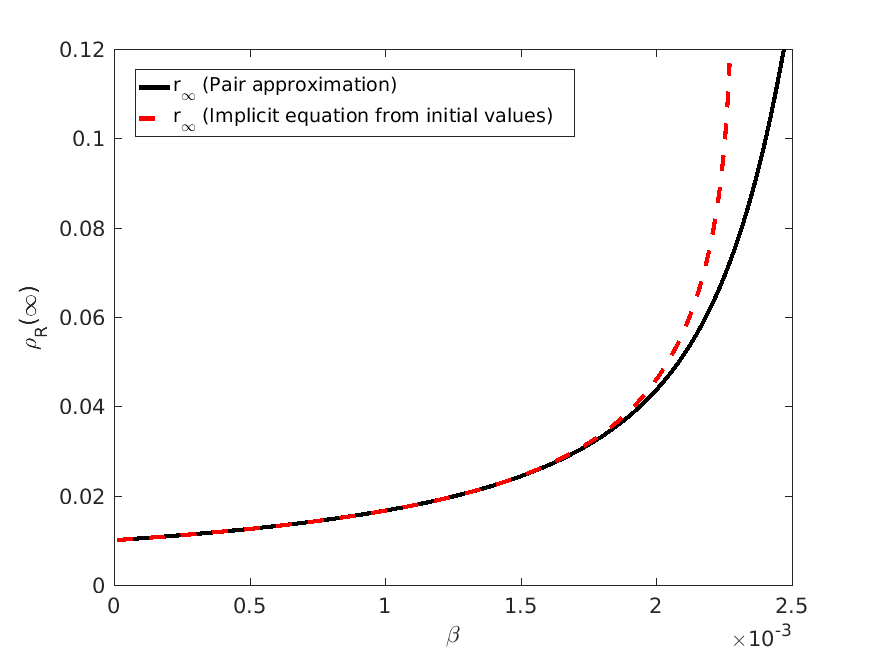 0.12
r∞ (Pair approximation)
r∞ (Implicit equation from initial values)
0.1
0.08
0.06
ρR(∞)
0.04
0.02
0
0 0.5 1 1.5 2 2.5
β
×10-3